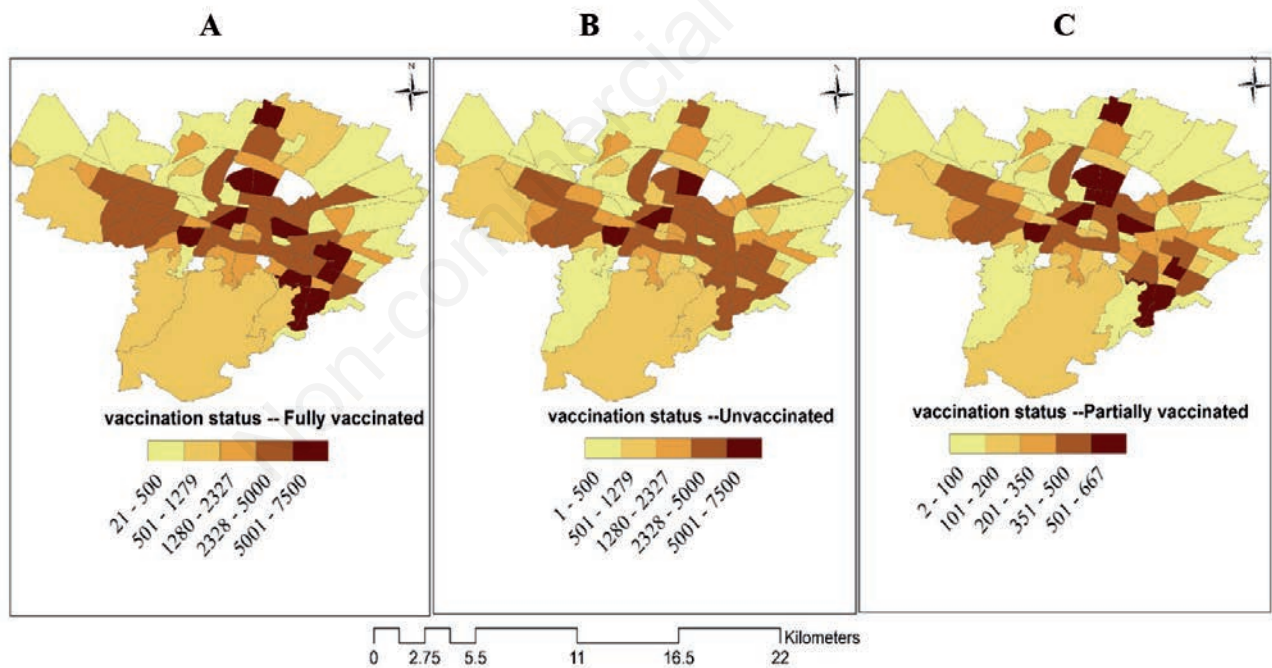 A
B
C
N
N
N
Non-commercial
vaccination status -- Fully vaccinated
21 - 500
501 - 1279
1280 - 2327
2328 - 5000
5001 - 7500
vaccination status --Unvaccinated
1 - 500
501 - 1279
1280 - 2327
2328 - 5000
5001 - 7500
vaccination status --Partially vaccinated
2 - 100
101 - 200
201 - 350
351 - 500
501 - 667
Kilometers
0 2.75 5.5 11 16.5 22